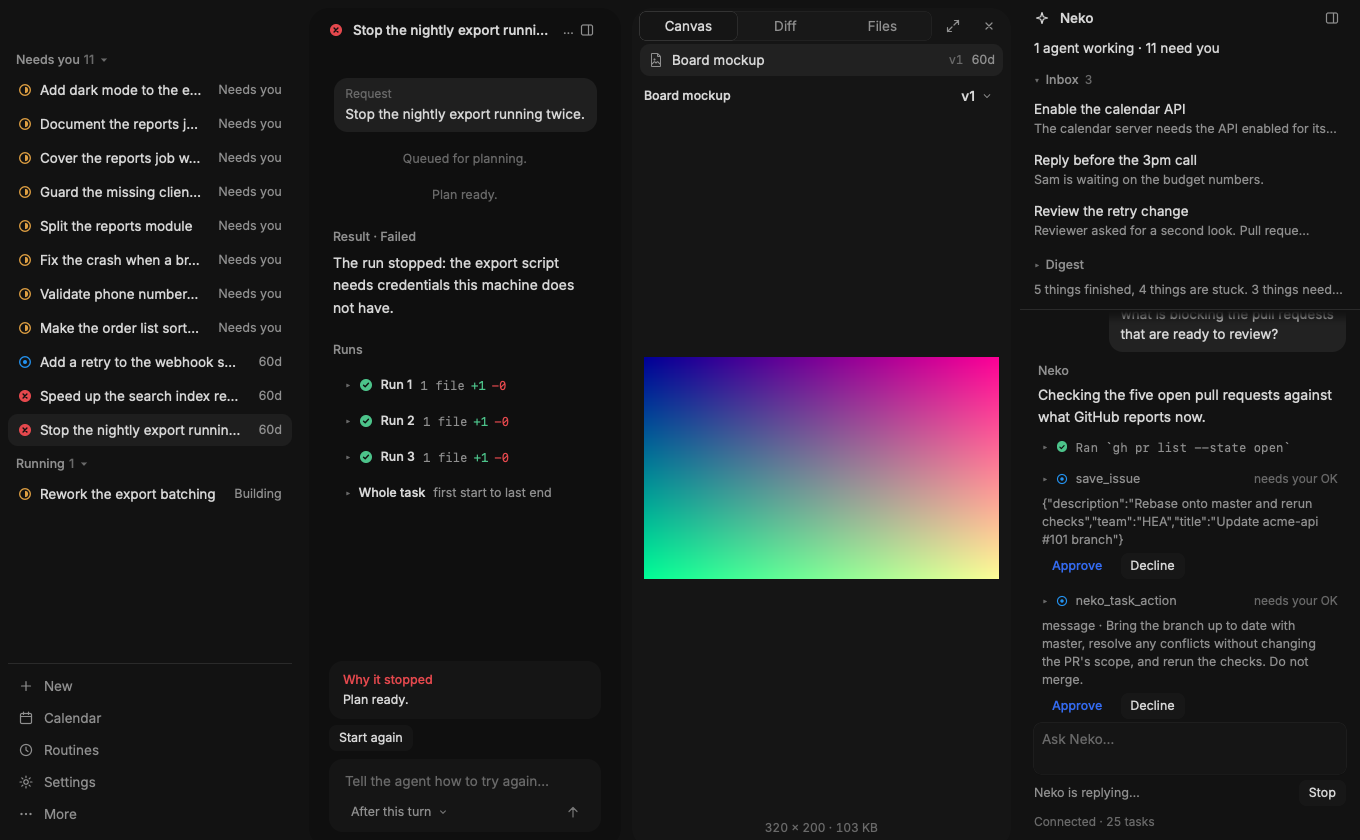 Needs you 11
Add dark mode to the e... Needs you
Document the reports j... Needs you
Cover the reports job w... Needs you
Guard the missing clien... Needs you
Split the reports module Needs you
Fix the crash when a br... Needs you
Validate phone number... Needs you
Make the order list sort... Needs you
Add a retry to the webhook s... 60d
Speed up the search index re... 60d
Stop the nightly export runnin... 60d
Running 1
Rework the export batching Building
New
Calendar
Routines
Settings
More
Stop the nightly export runni... ...
Request
Stop the nightly export running twice.
Queued for planning.
Plan ready.
Result · Failed
The run stopped: the export script
needs credentials this machine does
not have.
Runs
Run 1 1 file +1 −0
Run 2 1 file +1 −0
Run 3 1 file +1 −0
Whole task first start to last end
Why it stopped
Plan ready.
Start again
Tell the agent how to try again...
After this turn
Canvas Diff Files
Board mockup v1 60d
Board mockup v1
320 × 200 · 103 KB
Neko
1 agent working · 11 need you
Inbox 3
Enable the calendar API
The calendar server needs the API enabled for its...
Reply before the 3pm call
Sam is waiting on the budget numbers.
Review the retry change
Reviewer asked for a second look. Pull reque...
Digest
5 things finished, 4 things are stuck. 3 things need...
what is blocking the pull requests
that are ready to review?
Neko
Checking the five open pull requests against
what GitHub reports now.
Ran `gh pr list --state open`
save_issue needs your OK
{"description":"Rebase onto master and rerun
checks","team":"HEA","title":"Update acme-api
#101 branch"}
Approve Decline
neko_task_action needs your OK
message · Bring the branch up to date with
master, resolve any conflicts without changing
the PR's scope, and rerun the checks. Do not
merge.
Approve Decline
Ask Neko...
Neko is replying... Stop
Connected · 25 tasks